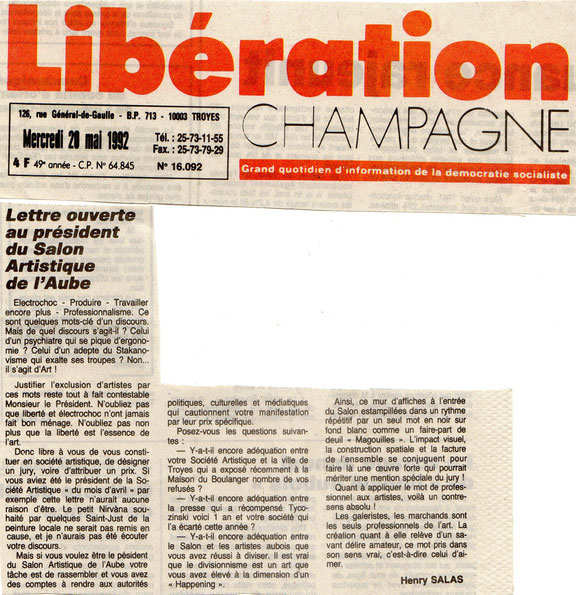 Libération
CHAMPAGNE
126, rue Général-de-Gaulle - B.P. 713 - 10003 TROYES
Mercredi 20 mai 1992
Tél. : 25-73-11-55
Fax. : 25-73-79-29
4 F 49e année - C.P. N° 64.845 N° 16.092
Grand quotidien d'information de la democratie socialiste
Lettre ouverte
au président
du Salon
Artistique
de l'Aube
Electrochoc - Produire - Travailler
encore plus - Professionalisme. Ce
sont quelques mots-clé d'un discours.
Mais de quel discours s'agit-il ? Celui
d'un psychiatre qui se pique d'ergono-
mie ? Celui d'un adepte du Stakano-
visme qui exalte ses troupes ? Non...
il s'agit d'Art !
Justifier l'exclusion d'artistes par
ces mots reste tout à fait contestable
Monsieur le Président. N'oubliez pas
que liberté et électrochoc n'ont jamais
fait bon ménage. N'oubliez pas non
plus que la liberté est l'essence de
l'art.
Donc libre à vous de vous consti-
tuer en société artistique, de désigner
un jury, voire d'attribuer un prix. Si
vous aviez été le président de la So-
ciété Artistique « du mois d'avril » par
exemple cette lettre n'aurait aucune
raison d'être. Le petit Nirvâna sou-
haité par quelques Saint-Just de la
peinture locale ne serait pas remis en
cause, et je n'aurais pas été écouter
votre discours.
Mais si vous voulez être le pésident
du Salon Artistique de l'Aube votre
tâche est de rassembler et vous avez
des comptes à rendre aux autorités
politiques, culturelles et médiatiques
qui cautionnent votre manifestation
par leur prix spécifique.
Posez-vous les questions suivan-
tes :
— Y-a-t-il encore adéquation entre
votre Société Artistique et la ville de
Troyes qui a exposé récemment à la
Maison du Boulanger nombre de vos
refusés ?
— Y-a-t-il encore adéquation entre
la presse qui a récompensé Tyco-
zinski voici 1 an et votre société qui
l'a écarté cette année ?
— Y-a-t-il encore adéquation entre
le Salon et les artistes aubois que
vous avez réussi à diviser. Il est vrai
que le divisionnisme est un art que
vous avez élevé à la dimension d'un
« Happening ».
Ainsi, ce mur d'affiches à l'entrée
du Salon estampillées dans un rythme
répétitif par un seul mot en noir sur
fond blanc comme un faire-part de
deuil « Magouilles ». L'impact visuel,
la construction spatiale et la facture
de l'ensemble se conjuguent pour
faire là une œuvre forte qui pourrait
mériter une mention spéciale du jury !
Quant à appliquer le mot de profes-
sionnel aux artistes, voilà un contre-
sens absolu !
Les galeristes, les marchands sont
les seuls professionnels de l'art. La
création quant à elle relève d'un sa-
vant délire amateur, ce mot pris dans
son sens vrai, c'est-à-dire celui d'ai-
mer.
Henry SALAS